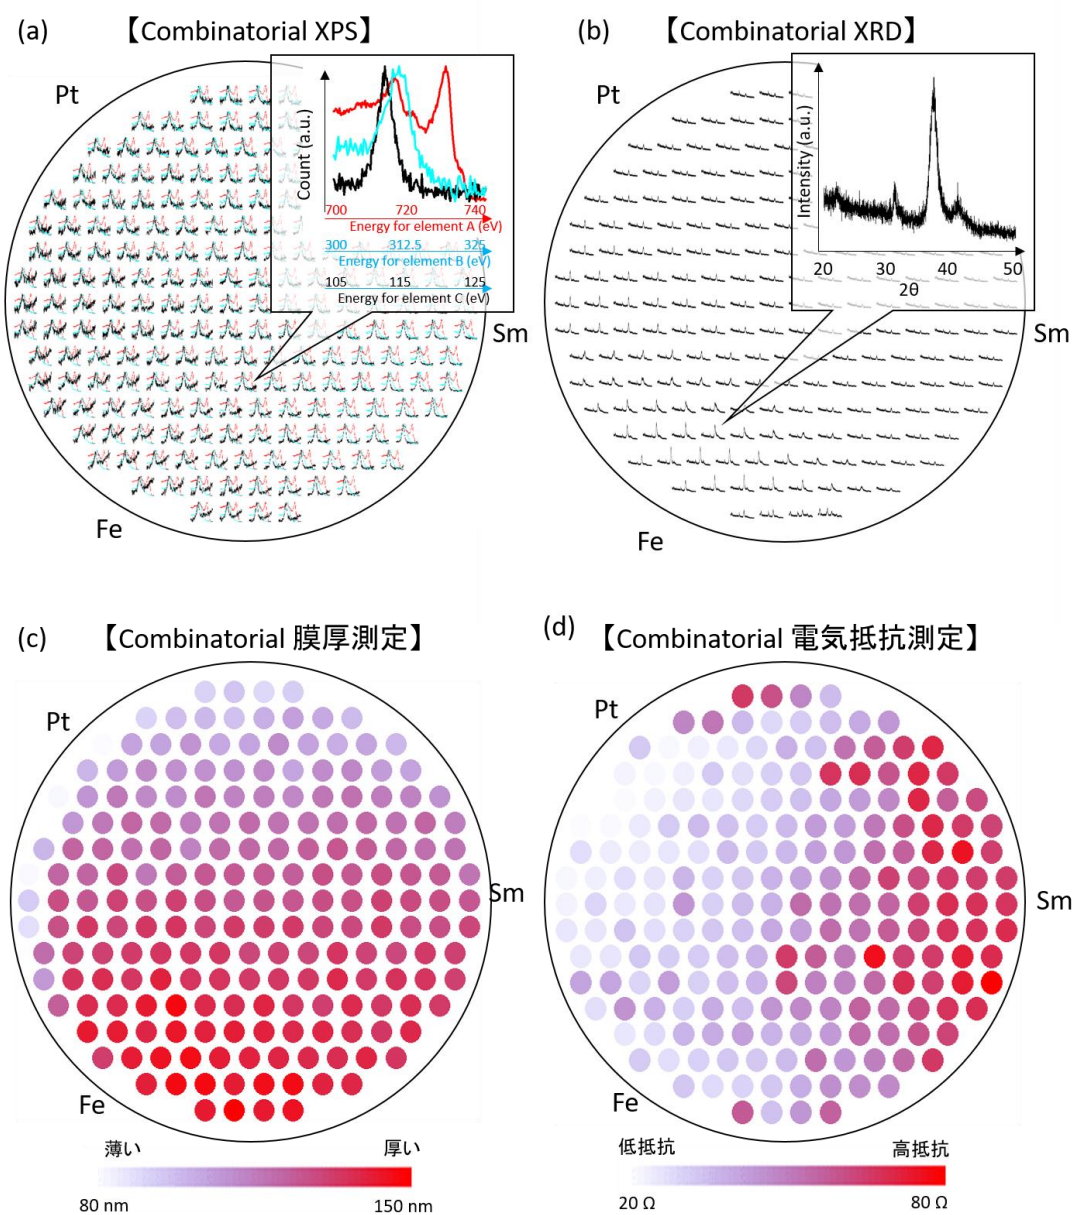 (a) 【Combinatorial XPS】
Pt
Sm
Fe
Count (a.u.)
700 720 740
Energy for element A (eV)
300 312.5 325
Energy for element B (eV)
105 115 125
Energy for element C (eV)
(b) 【Combinatorial XRD】
Pt
Sm
Fe
Intensity (a.u.)
20 30 40 50
2θ
(c) 【Combinatorial 膜厚測定】
Pt
Sm
Fe
薄い 厚い
80 nm 150 nm
(d) 【Combinatorial 電気抵抗測定】
Pt
Sm
Fe
低抵抗 高抵抗
20 Ω 80 Ω